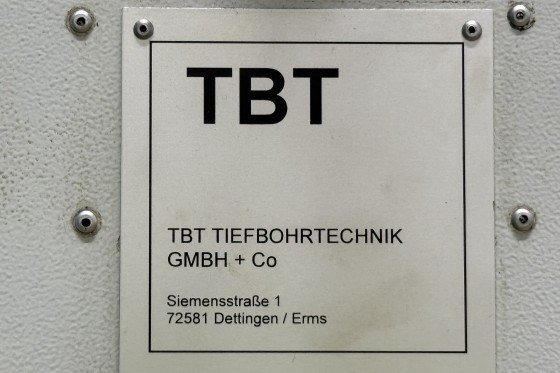 TBT
TBT TIEFBOHRTECHNIK
GMBH + Co
Siemensstraße 1
72581 Dettingen / Erms